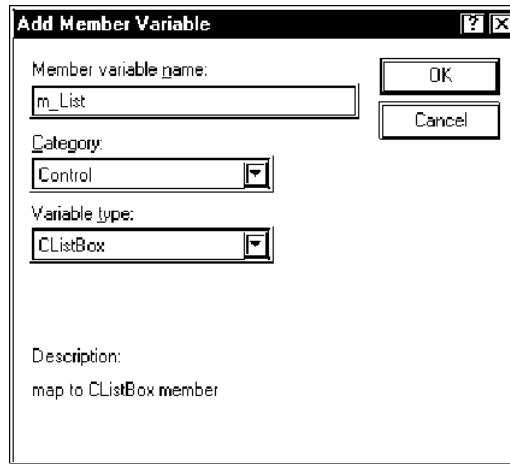 Add Member Variable
Member variable name:
OK
m_List
Cancel
Category:
Control
Variable type:
CListBox
Description:
map to CListBox member